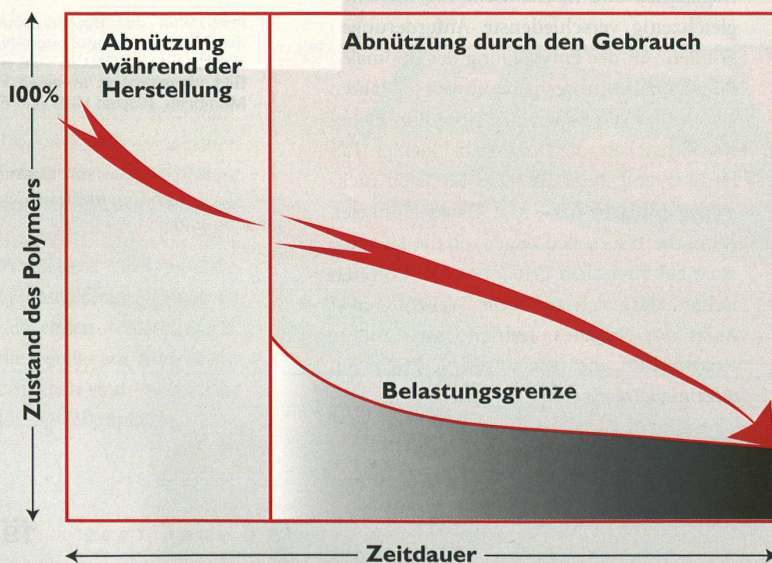 Abnützung
während der
Herstellung
Abnützung durch den Gebrauch
100%
Zustand des Polymers
Belastungsgrenze
Zeitdauer